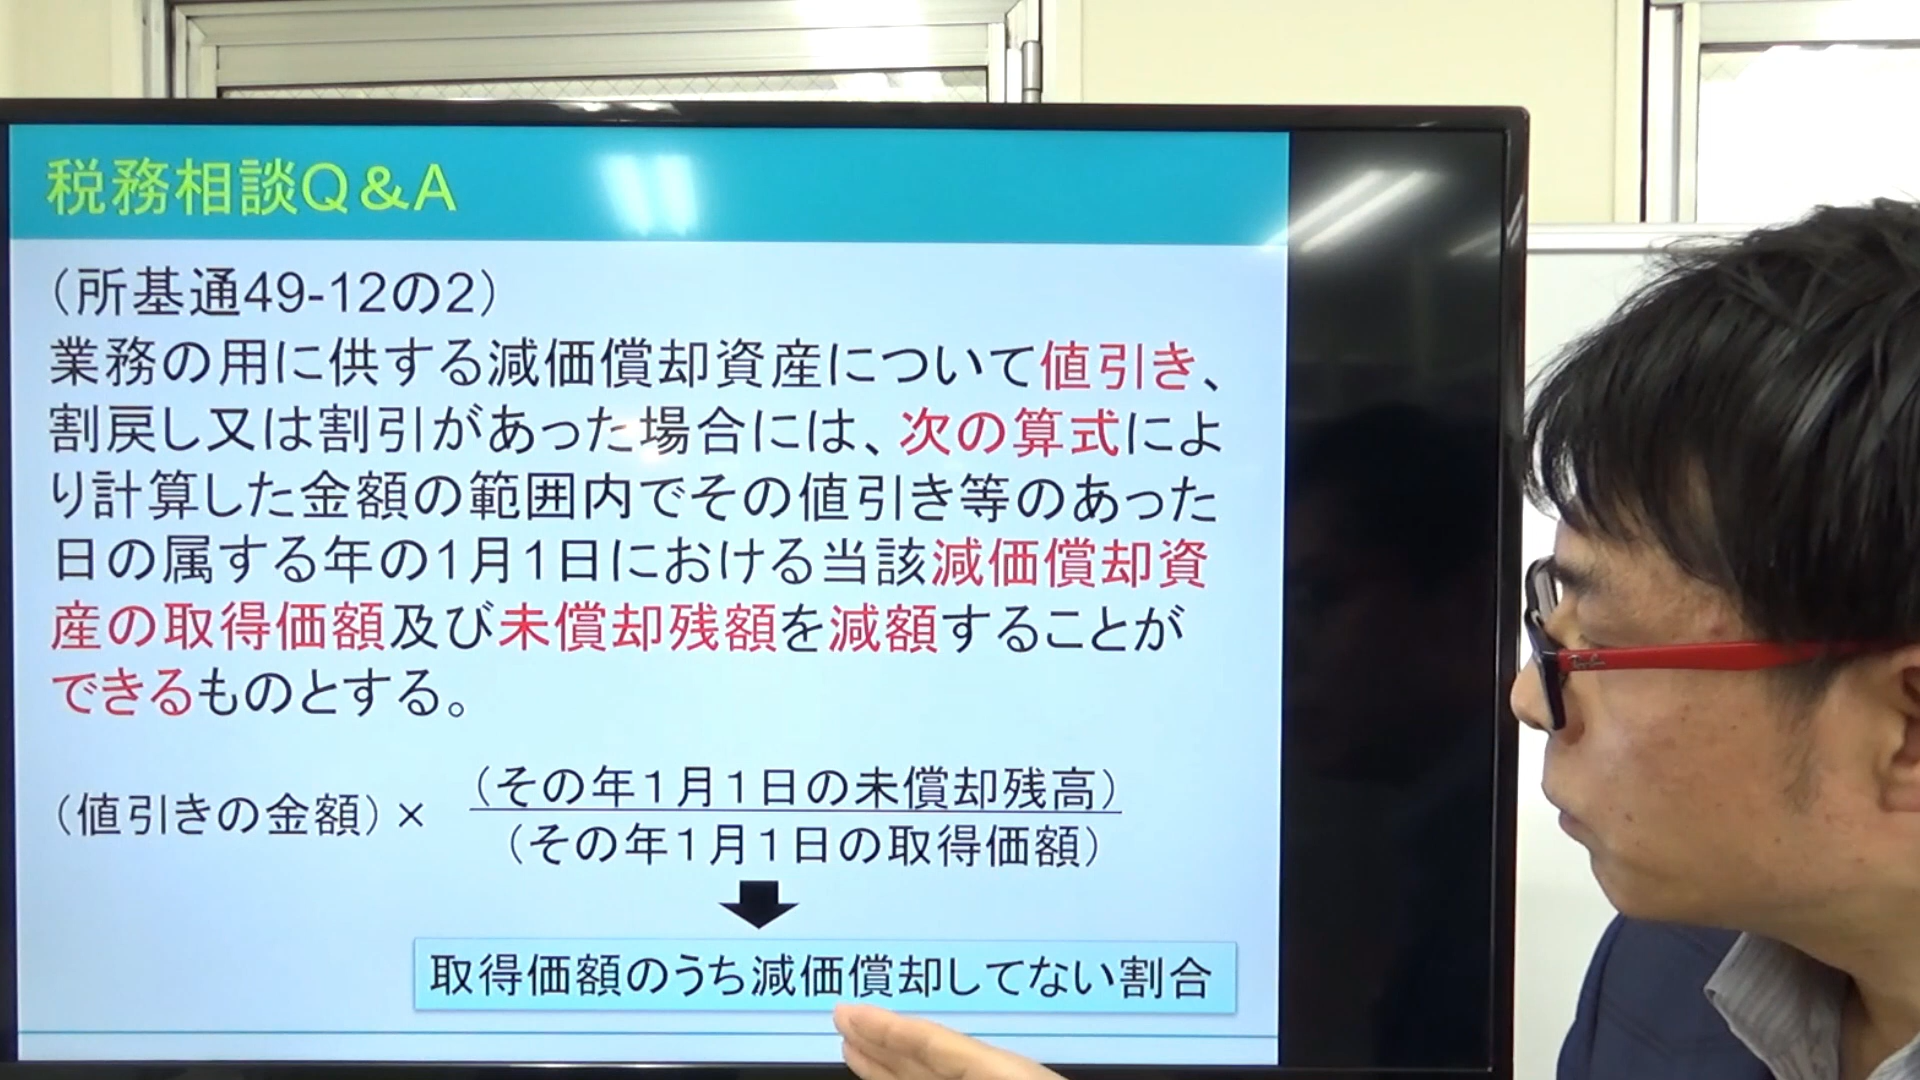 税務相談Q&A
（所基通49-12の2）
業務の用に供する減価償却資産について値引き、
割戻し又は割引があった場合には、次の算式によ
り計算した金額の範囲内でその値引き等のあった
日の属する年の1月1日における当該減価償却資
産の取得価額及び未償却残額を減額することが
できるものとする。
（値引きの金額）×
（その年1月1日の未償却残高）
（その年1月1日の取得価額）
取得価額のうち減価償却してない割合
Ray-Ban